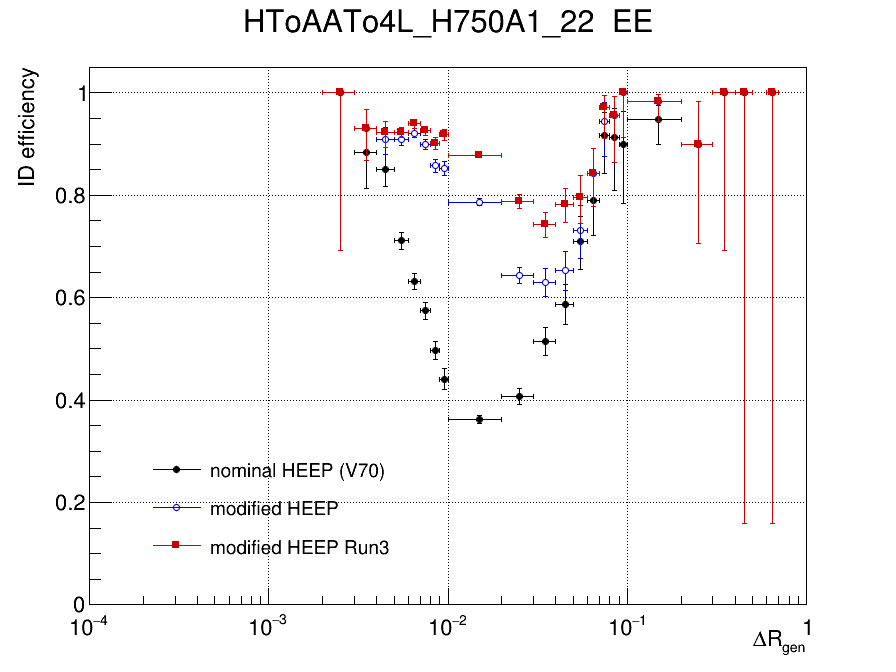 HToAATo4L_H750A1_22 EE
ID efficiency
1
0.8
0.6
0.4
0.2
0
nominal HEEP (V70)
modified HEEP
modified HEEP Run3
10⁻⁴ 10⁻³ 10⁻² 10⁻¹ 1
ΔR_gen